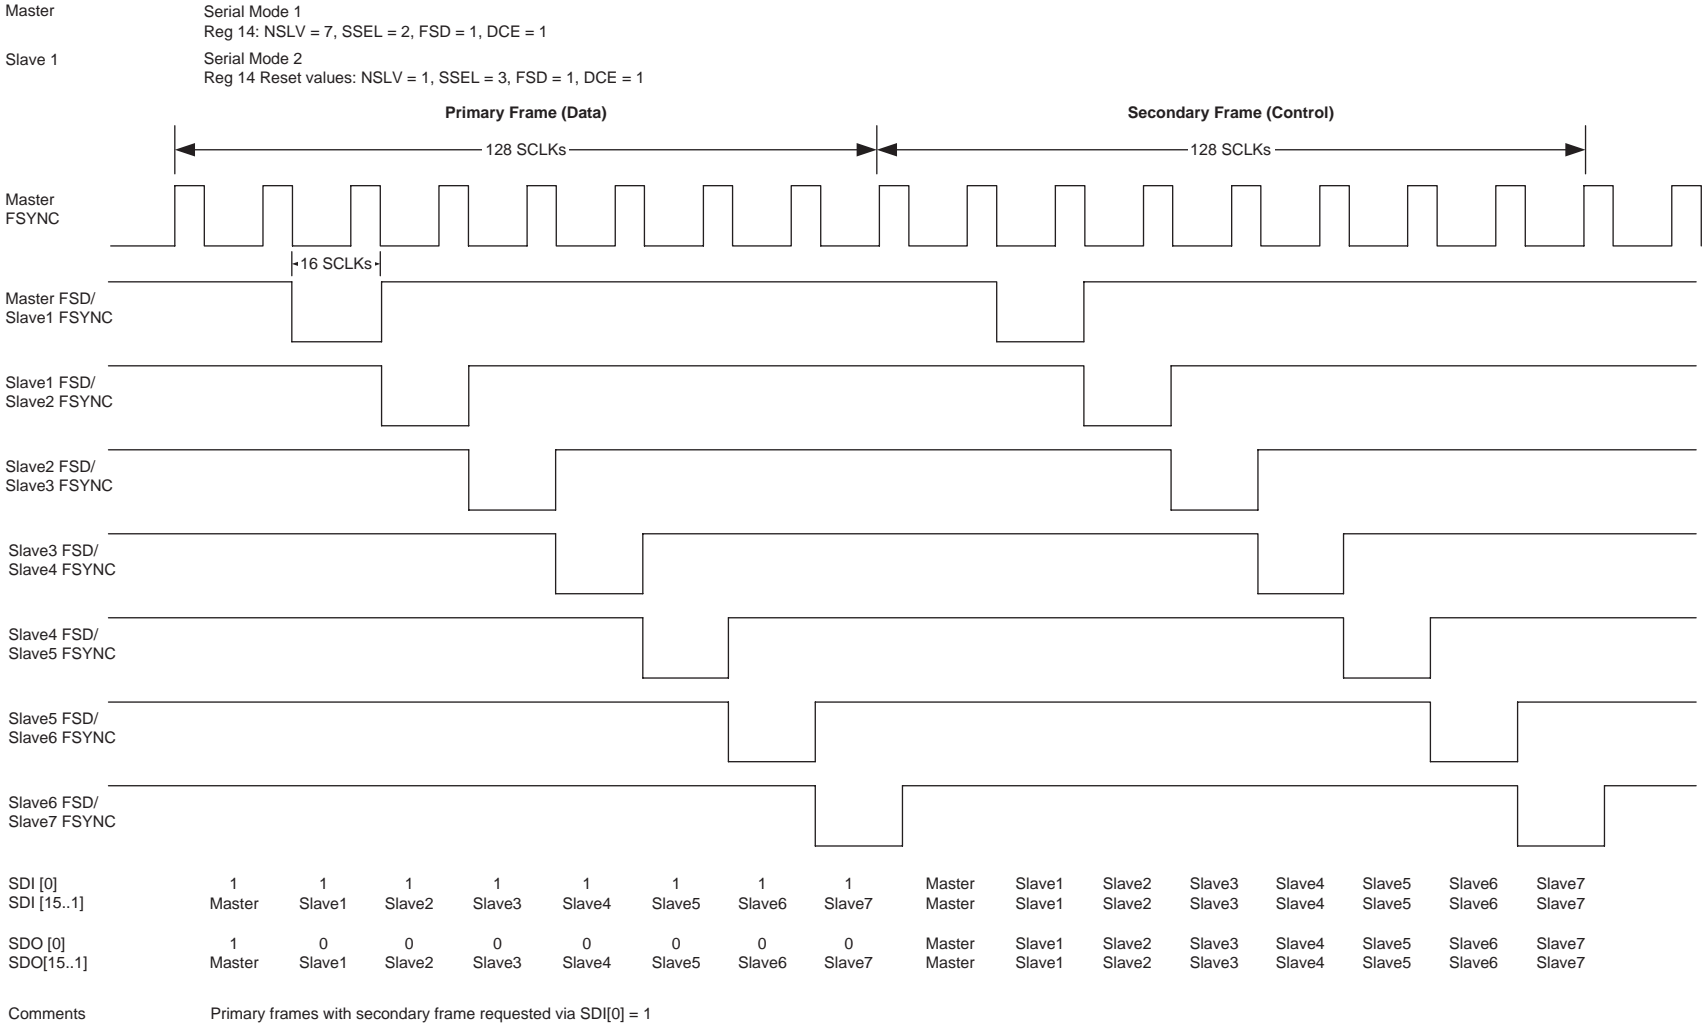 Master Serial Mode 1
Reg 14: NSLV = 7, SSEL = 2, FSD = 1, DCE = 1
Slave 1 Serial Mode 2
Reg 14 Reset values: NSLV = 1, SSEL = 3, FSD = 1, DCE = 1
Primary Frame (Data) Secondary Frame (Control)
128 SCLKs 128 SCLKs
Master
FSYNC
16 SCLKs
Master FSD/
Slave1 FSYNC
Slave1 FSD/
Slave2 FSYNC
Slave2 FSD/
Slave3 FSYNC
Slave3 FSD/
Slave4 FSYNC
Slave4 FSD/
Slave5 FSYNC
Slave5 FSD/
Slave6 FSYNC
Slave6 FSD/
Slave7 FSYNC
SDI [0] 1 1 1 1 1 1 1 1 Master Slave1 Slave2 Slave3 Slave4 Slave5 Slave6 Slave7
SDI [15..1] Master Slave1 Slave2 Slave3 Slave4 Slave5 Slave6 Slave7 Master Slave1 Slave2 Slave3 Slave4 Slave5 Slave6 Slave7
SDO [0] 1 0 0 0 0 0 0 0 Master Slave1 Slave2 Slave3 Slave4 Slave5 Slave6 Slave7
SDO[15..1] Master Slave1 Slave2 Slave3 Slave4 Slave5 Slave6 Slave7 Master Slave1 Slave2 Slave3 Slave4 Slave5 Slave6 Slave7
Comments Primary frames with secondary frame requested via SDI[0] = 1